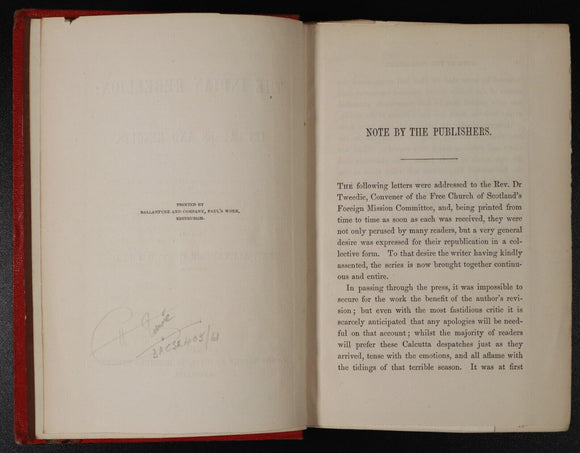 PRINTED BY
BALLANTYNE AND COMPANY, PAUL'S WORK,
EDINBURGH.
NOTE BY THE PUBLISHERS.
THE following letters were addressed to the Rev. Dr
Tweedie, Convener of the Free Church of Scotland's
Foreign Mission Committee, and, being printed from
time to time as soon as each was received, they were
not only perused by many readers, but a very general
desire was expressed for their republication in a col-
lective form. To that desire the writer having kindly
assented, the series is now brought together continu-
ous and entire.
In passing through the press, it was impossible to
secure for the work the benefit of the author's revi-
sion; but even with the most fastidious critic it is
scarcely anticipated that any apologies will be need-
ful on that account; whilst the majority of readers
will prefer these Calcutta despatches just as they
arrived, tense with the emotions, and all aflame with
the tidings of that terrible season. It was at first